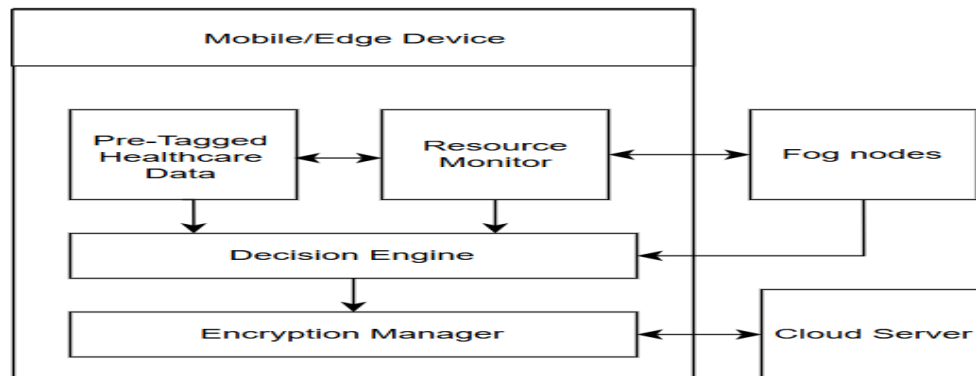 Mobile/Edge Device
Pre-Tagged
Healthcare
Data
Resource
Monitor
Fog nodes
Decision Engine
Encryption Manager
Cloud Server